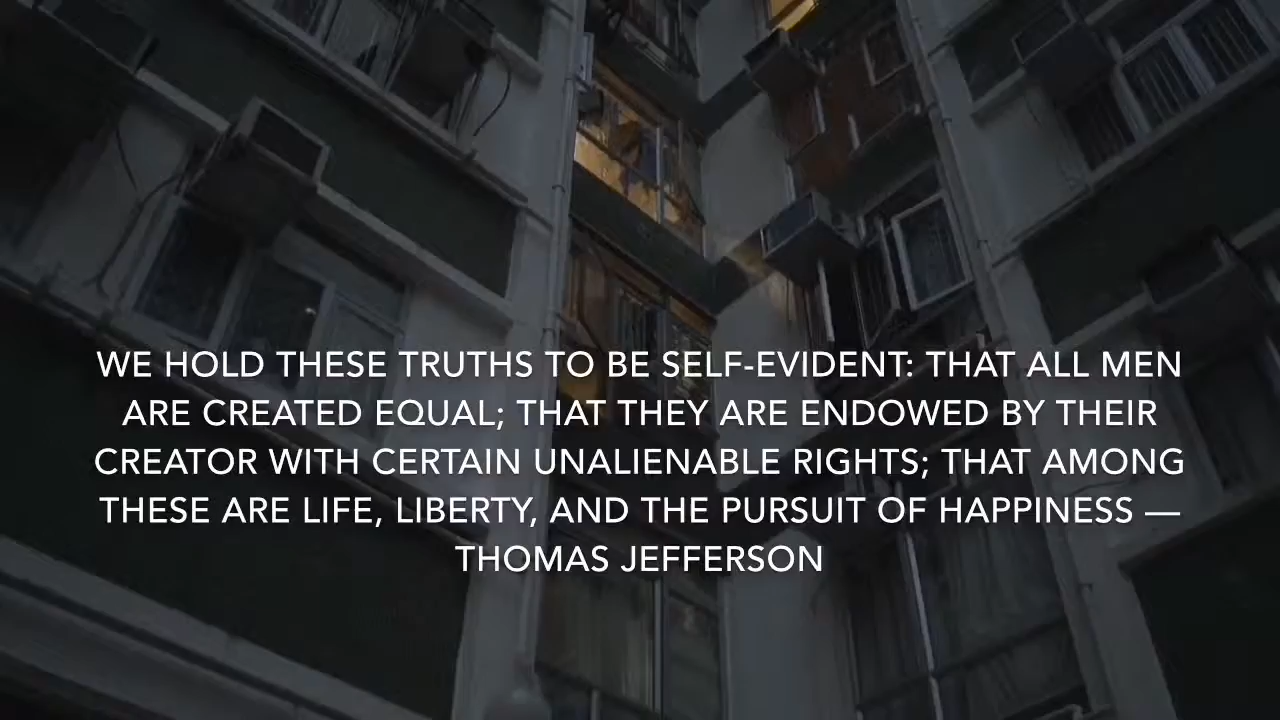 WE HOLD THESE TRUTHS TO BE SELF-EVIDENT: THAT ALL MEN
ARE CREATED EQUAL; THAT THEY ARE ENDOWED BY THEIR
CREATOR WITH CERTAIN UNALIENABLE RIGHTS; THAT AMONG
THESE ARE LIFE, LIBERTY, AND THE PURSUIT OF HAPPINESS —
THOMAS JEFFERSON